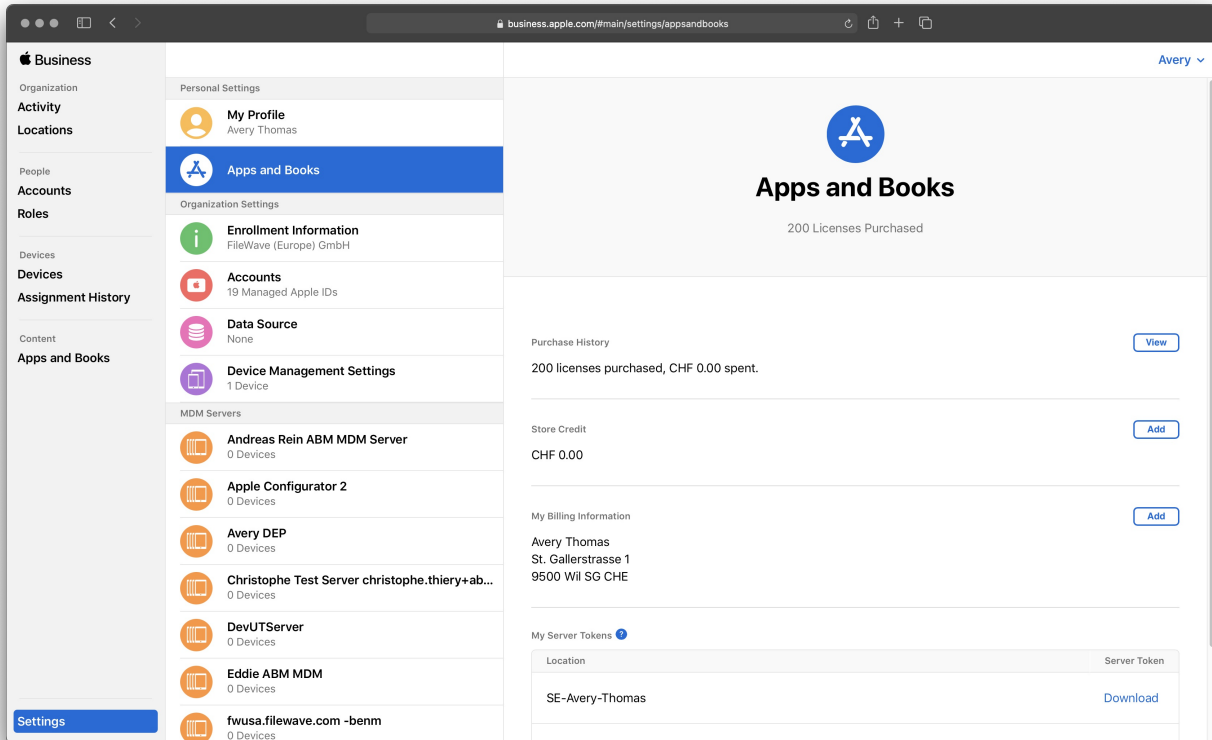 business.apple.com/#main/settings/appsandbooks
Business
Organization
Activity
Locations
People
Accounts
Roles
Devices
Devices
Assignment History
Content
Apps and Books
Settings
Personal Settings
My Profile
Avery Thomas
Apps and Books
Organization Settings
Enrollment Information
FileWave (Europe) GmbH
Accounts
19 Managed Apple IDs
Data Source
None
Device Management Settings
1 Device
MDM Servers
Andreas Rein ABM MDM Server
0 Devices
Apple Configurator 2
0 Devices
Avery DEP
0 Devices
Christophe Test Server christophe.thiery+ab...
0 Devices
DevUTServer
0 Devices
Eddie ABM MDM
0 Devices
fwusa.filewave.com -benm
0 Devices
Avery
Apps and Books
200 Licenses Purchased
Purchase History
View
200 licenses purchased, CHF 0.00 spent.
Store Credit
Add
CHF 0.00
My Billing Information
Add
Avery Thomas
St. Gallerstrasse 1
9500 Wil SG CHE
My Server Tokens ?
Location Server Token
SE-Avery-Thomas Download